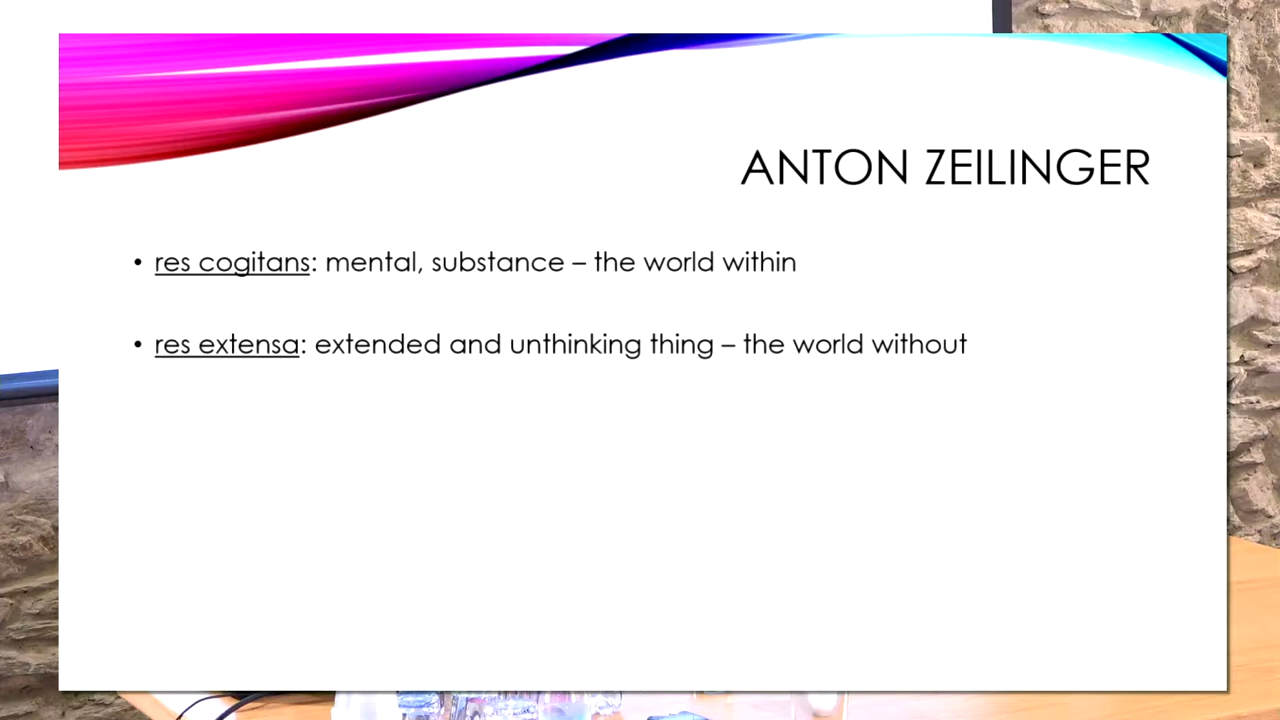 ANTON ZEILINGER
• res cogitans: mental, substance – the world within
• res extensa: extended and unthinking thing – the world without